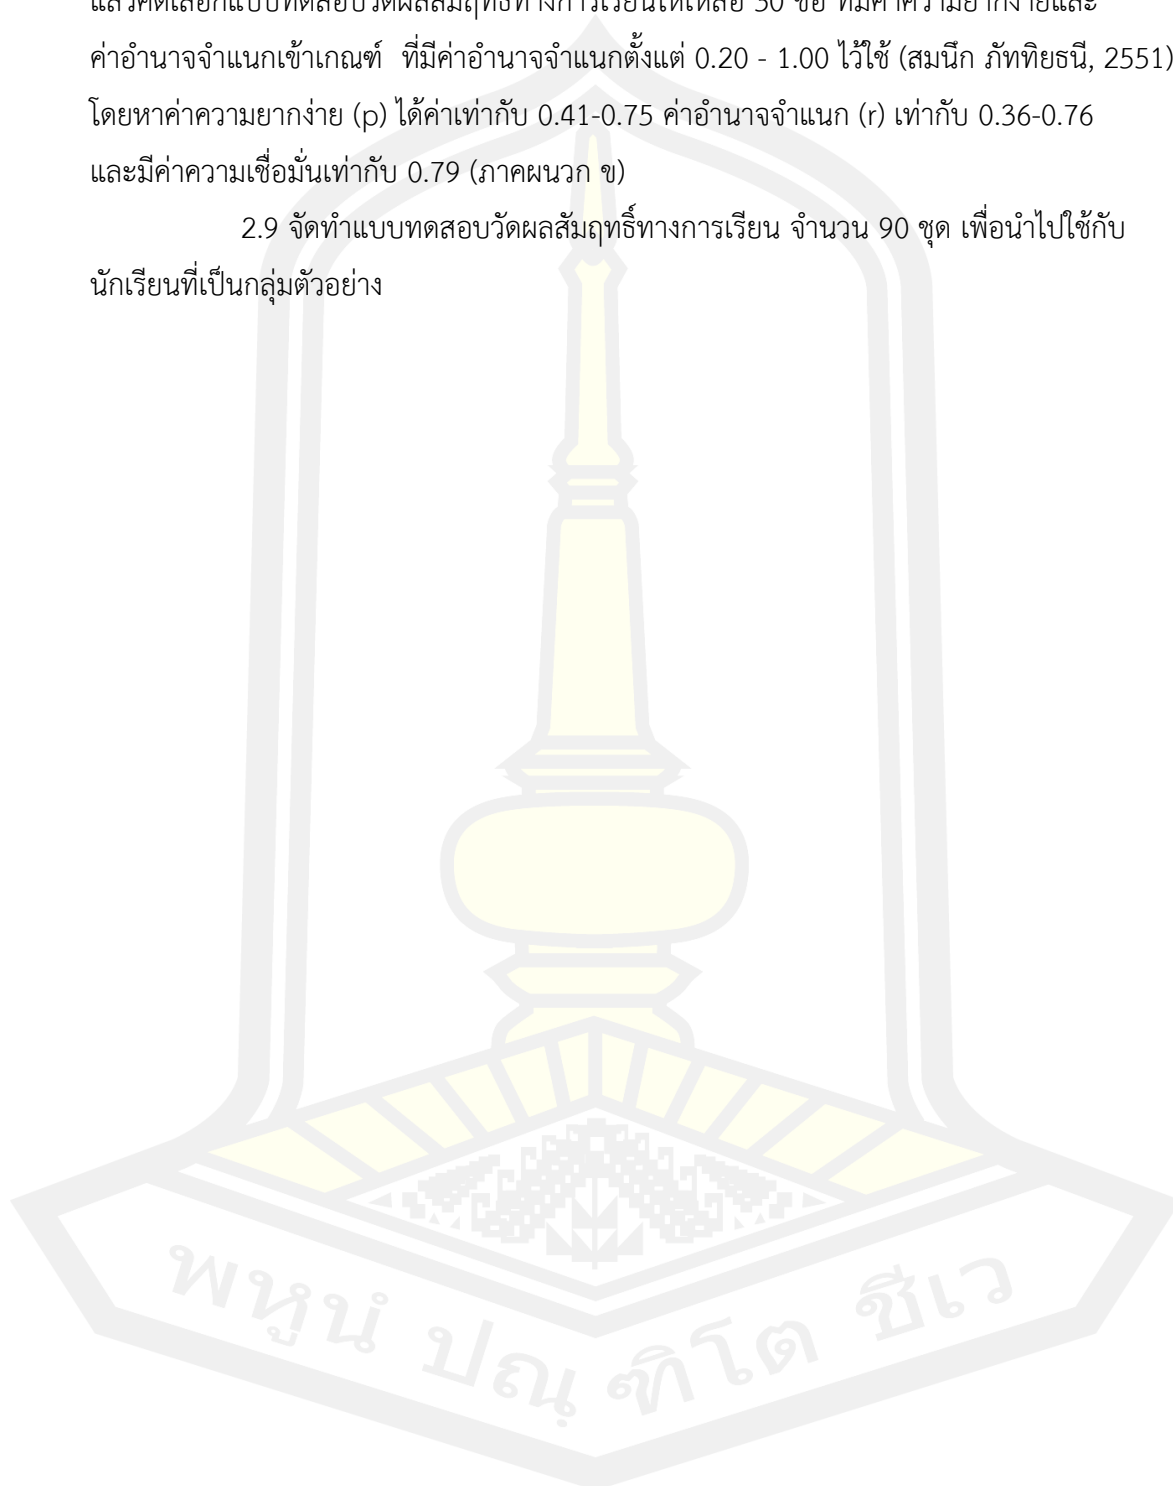 แล้วคัดเลือกแบบทดสอบวัดผลสัมฤทธิ์ทางการเรียนให้เหลือ 30 ข้อ ที่มีค่าความยากง่ายและ
ค่าอำนาจจำแนกเข้าเกณฑ์ ที่มีค่าอำนาจจำแนกตั้งแต่ 0.20 - 1.00 ไว้ใช้ (สมนึก ภัททิยธนี, 2551)
โดยหาค่าความยากง่าย (p) ได้ค่าเท่ากับ 0.41-0.75 ค่าอำนาจจำแนก (r) เท่ากับ 0.36-0.76
และมีค่าความเชื่อมั่นเท่ากับ 0.79 (ภาคผนวก ข)
2.9 จัดทำแบบทดสอบวัดผลสัมฤทธิ์ทางการเรียน จำนวน 90 ชุด เพื่อนำไปใช้กับ
นักเรียนที่เป็นกลุ่มตัวอย่าง
พหูนํ ปณฺฑิโต ชีเว